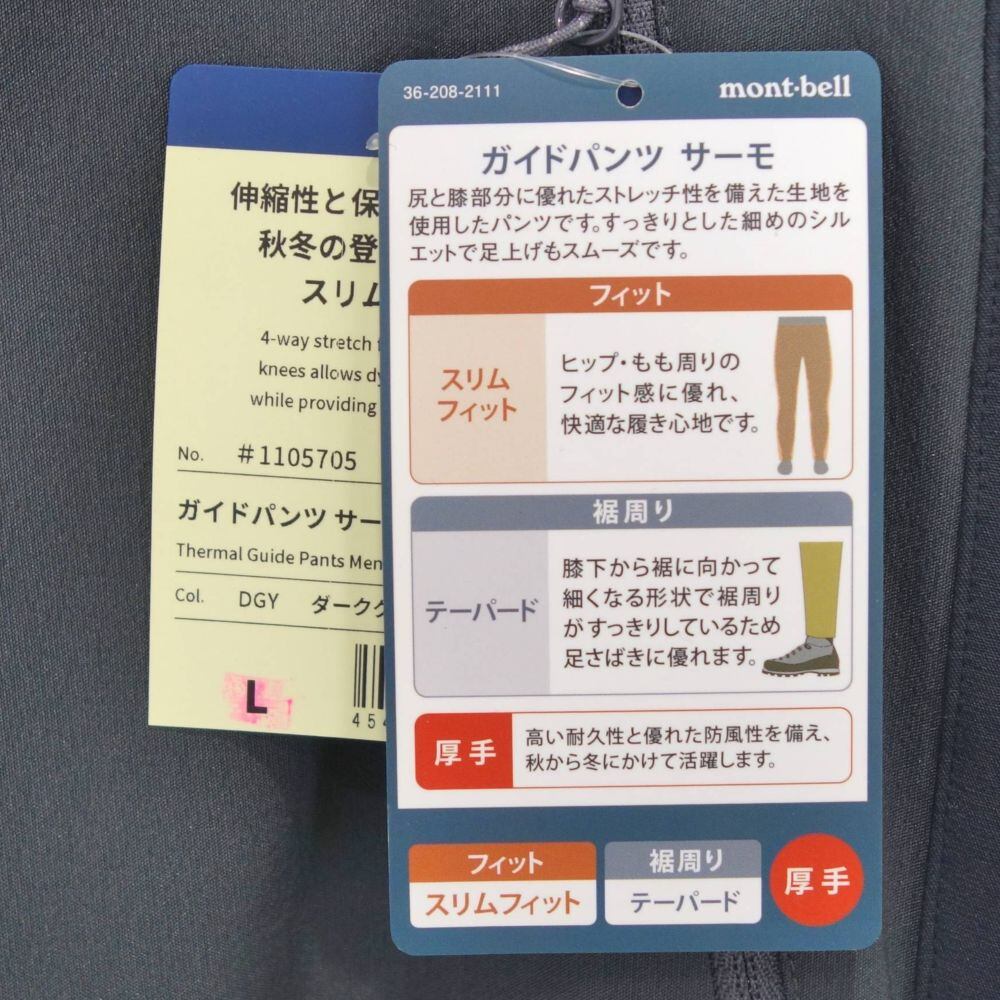 伸縮性と保
秋冬の登
スリム
4-way stretch
knees allows dy
while providing
No. #1105705
ガイドパンツ サー
Thermal Guide Pants Men
Col. DGY ダークグ
L
4 5 4
36-208-2111 mont-bell
ガイドパンツ サーモ
尻と膝部分に優れたストレッチ性を備えた生地を
使用したパンツです。すっきりとした細めのシル
エットで足上げもスムーズです。
フィット
スリム
フィット
ヒップ・もも周りの
フィット感に優れ、
快適な履き心地です。
裾周り
テーパード
膝下から裾に向かって
細くなる形状で裾周り
がすっきりしているため
足さばきに優れます。
厚手
高い耐久性と優れた防風性を備え、
秋から冬にかけて活躍します。
フィット
スリムフィット
裾周り
テーパード
厚手